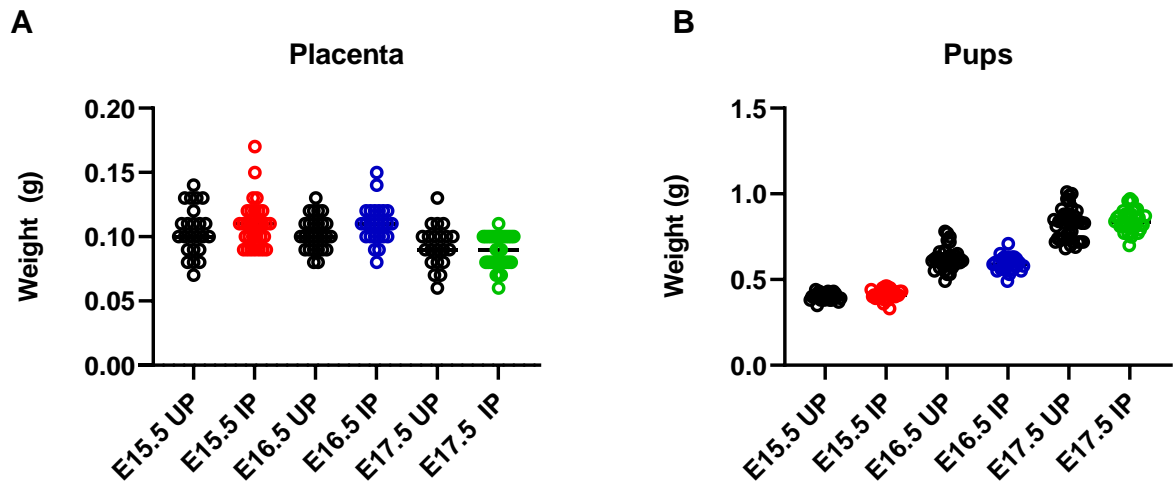 A
Placenta
Weight (g)
0.20
0.15
0.10
0.05
0.00
E15.5 UP
E15.5 IP
E16.5 UP
E16.5 IP
E17.5 UP
E17.5 IP
B
Pups
Weight (g)
1.5
1.0
0.5
0.0
E15.5 UP
E15.5 IP
E16.5 UP
E16.5 IP
E17.5 UP
E17.5 IP